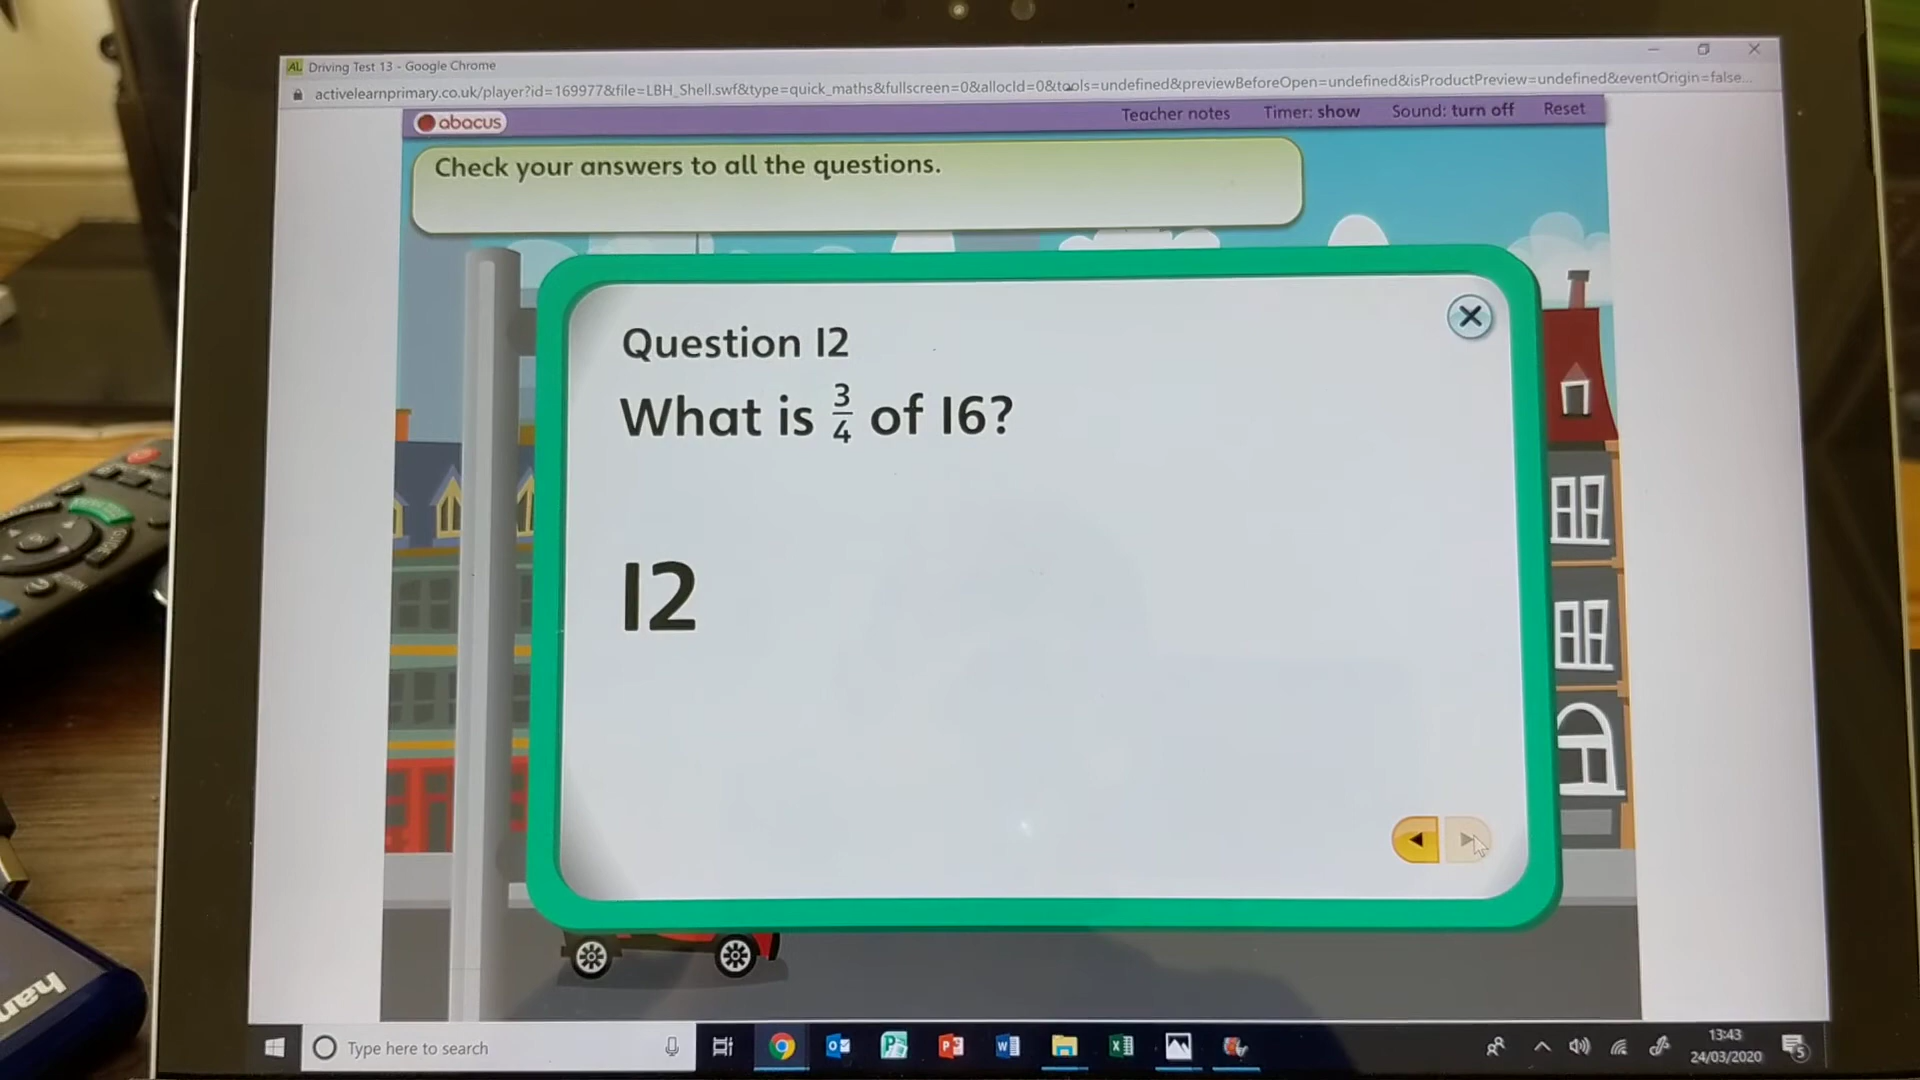 Driving Test 13 - Google Chrome
activelearnprimary.co.uk/player?id=169977&file=LBH_Shell.swf&type=quick_maths&fullscreen=0&allocId=0&tools=undefined&previewBeforeOpen=undefined&isProductPreview=undefined&eventOrigin=false...
abacus
Teacher notes Timer: show Sound: turn off Reset
Check your answers to all the questions.
Question 12
What is 3/4 of 16?
12
Type here to search
13:43
24/03/2020
5